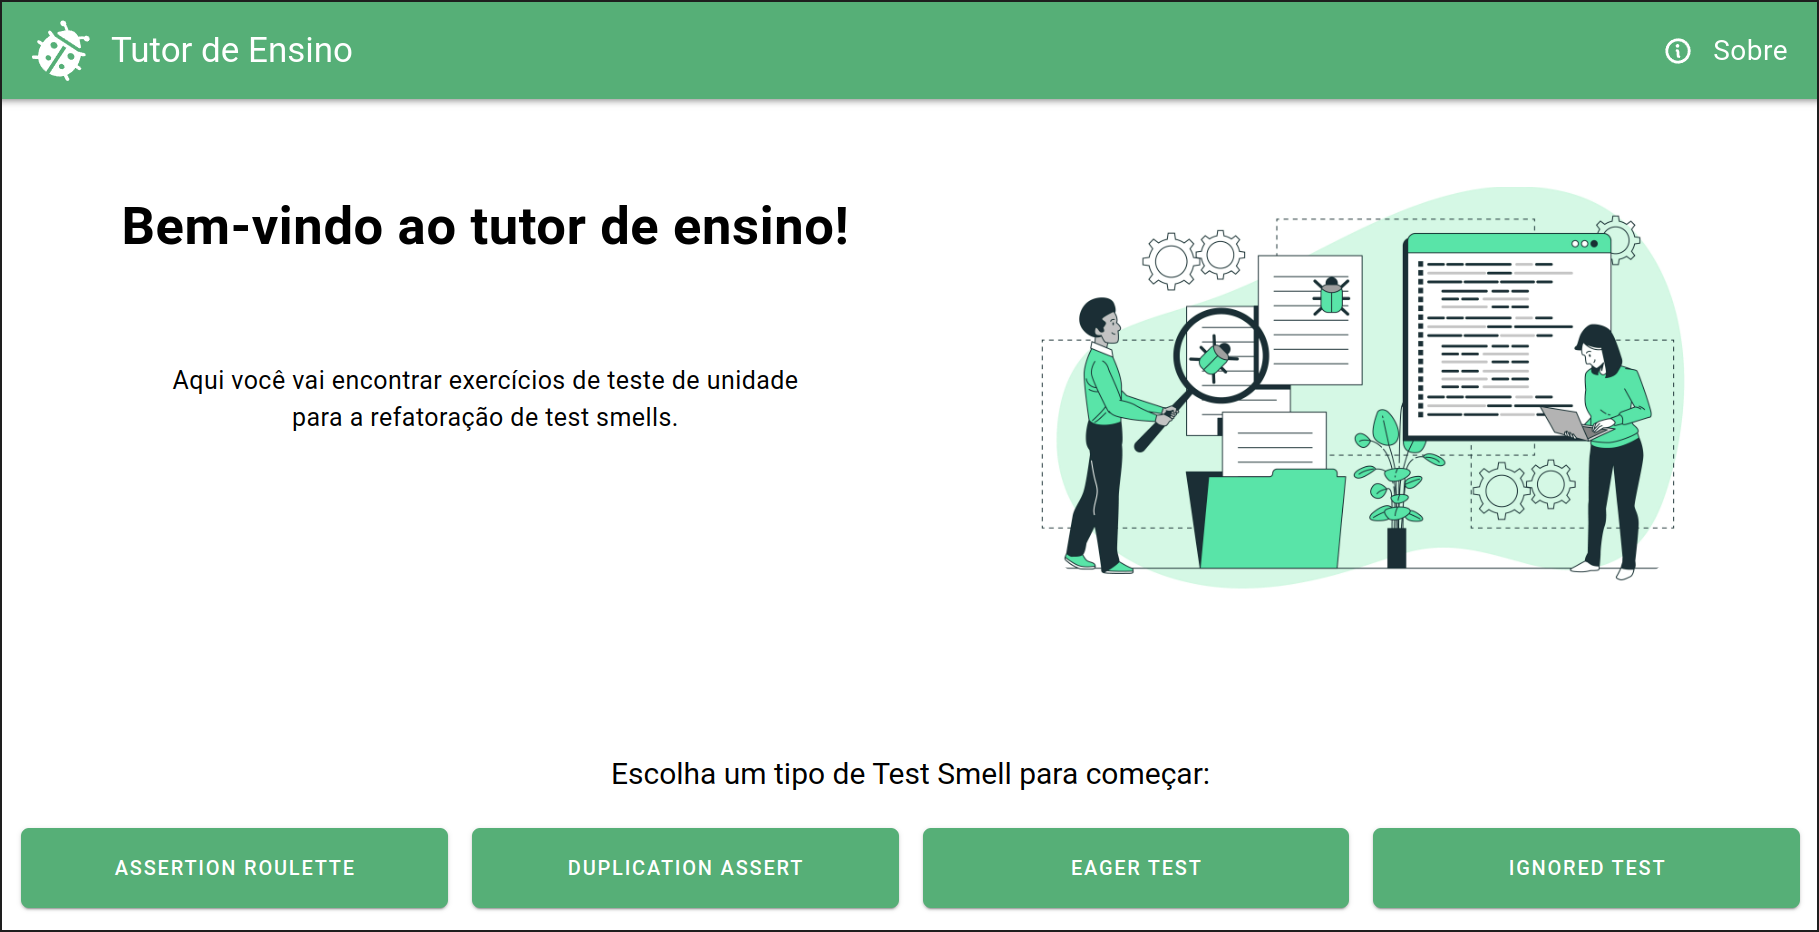 Tutor de Ensino
Sobre
Bem-vindo ao tutor de ensino!
Aqui você vai encontrar exercícios de teste de unidade
para a refatoração de test smells.
Escolha um tipo de Test Smell para começar:
ASSERTION ROULETTE
DUPLICATION ASSERT
EAGER TEST
IGNORED TEST